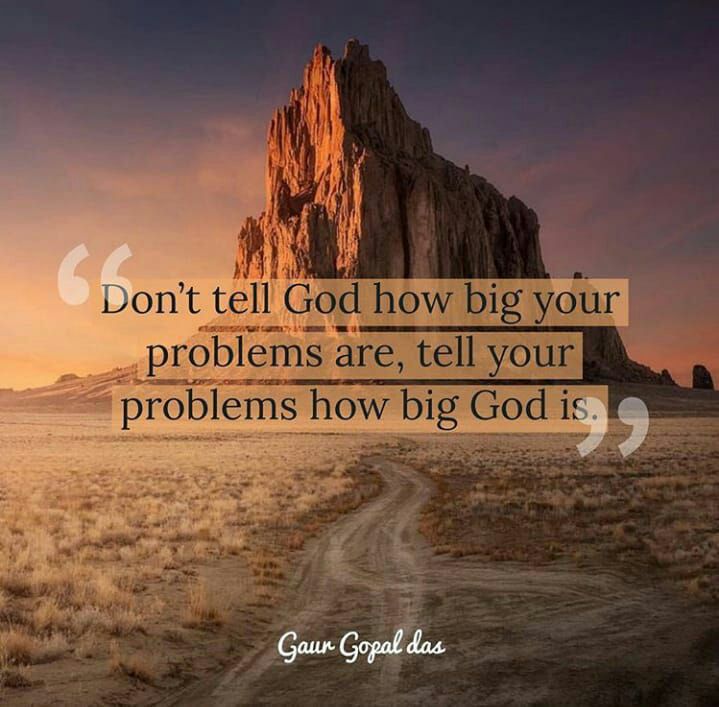 “Don’t tell God how big your
problems are, tell your
problems how big God is.”
Gaur Gopal das